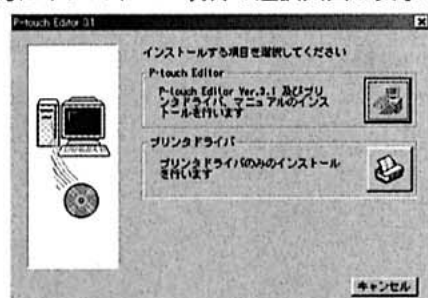 P-touch Editor 3.1
インストールする項目を選択してください
P-touch Editor
P-touch Editor Ver.3.1 及びプリ
ンタドライバ、マニュアルのインス
トールを行います
プリンタドライバ
プリンタドライバのみのインストール
を行います
キャンセル